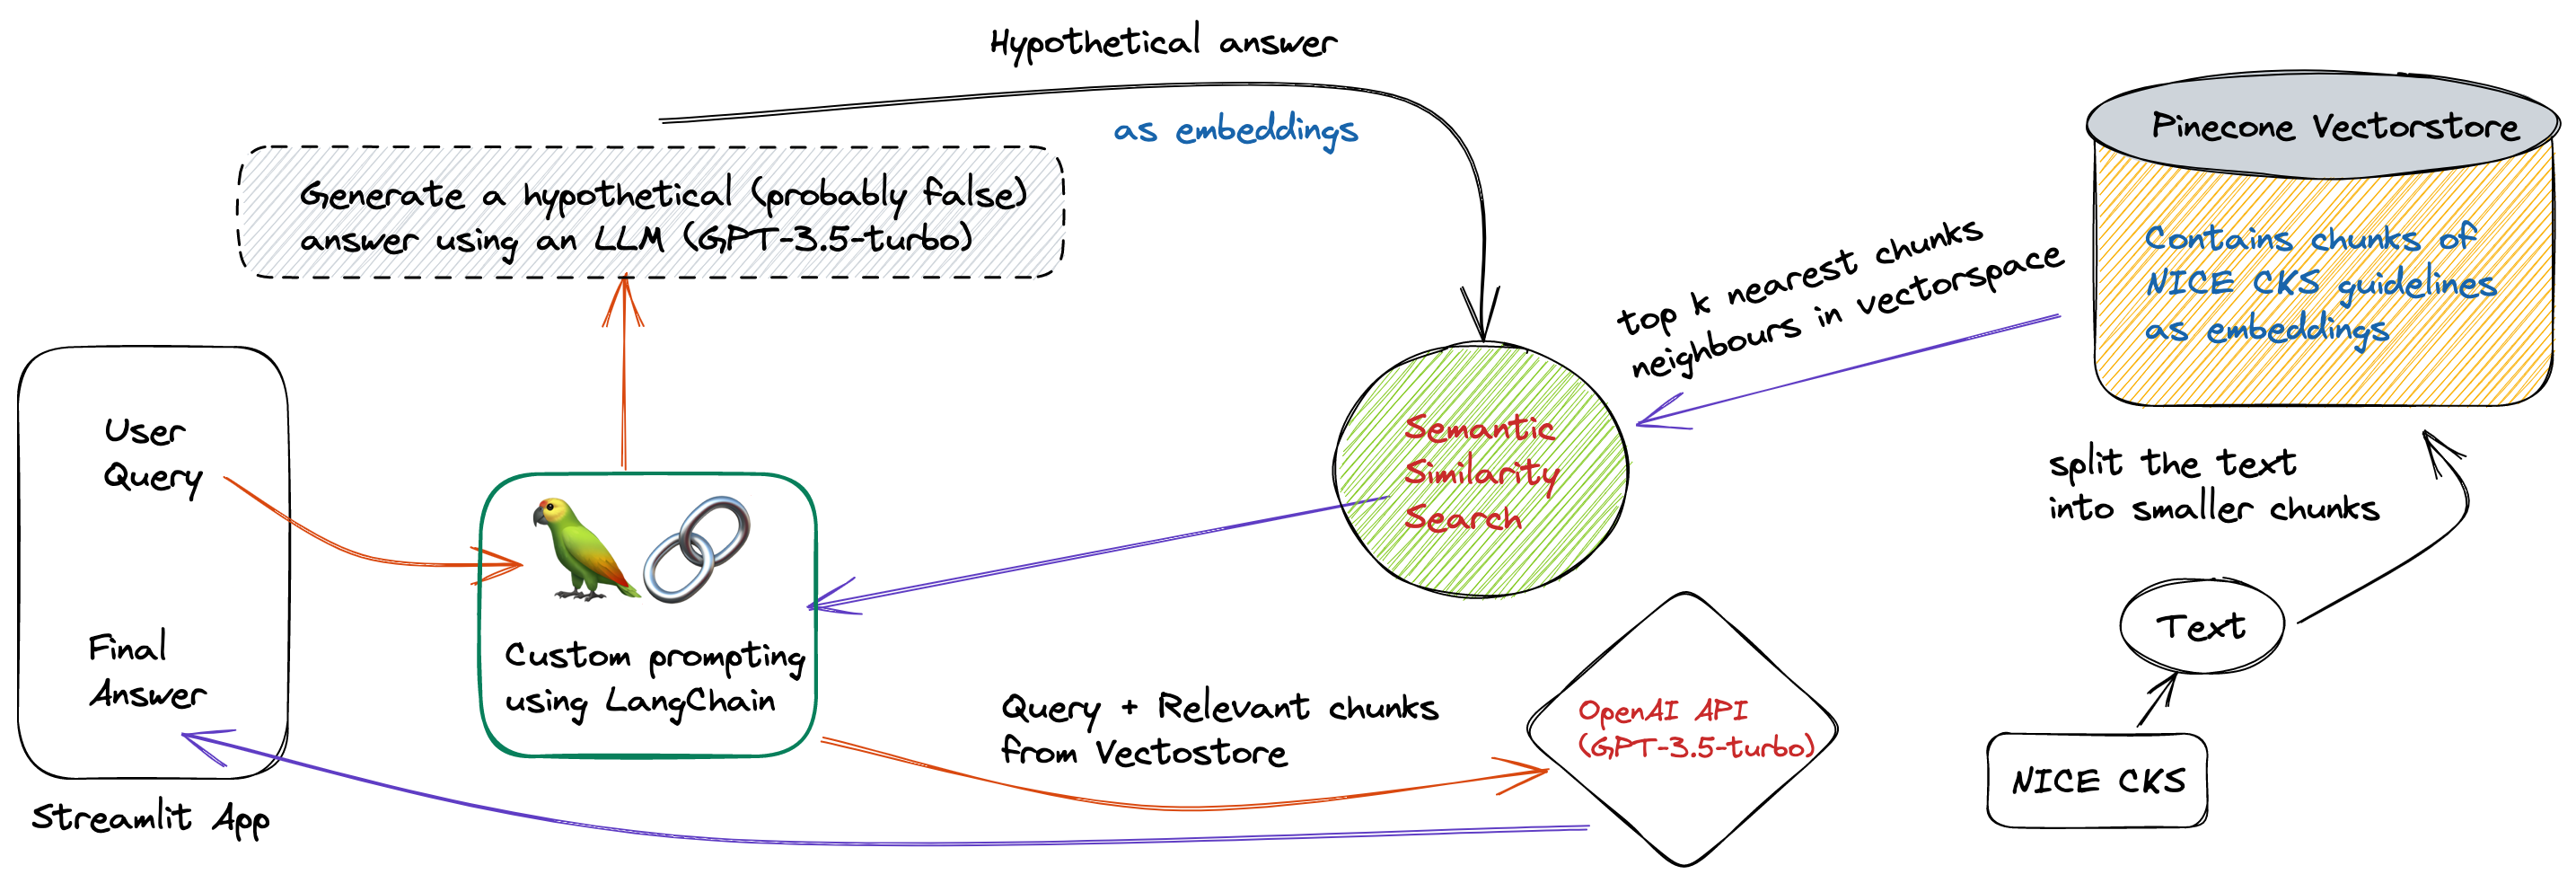 Hypothetical answer
as embeddings
Generate a hypothetical (probably false)
answer using an LLM (GPT-3.5-turbo)
Pinecone Vectorstore
Contains chunks of
NICE CKS guidelines
as embeddings
top k nearest chunks
neighbours in vectorspace
User
Query
Final
Answer
Streamlit App
Custom prompting
using LangChain
Semantic
Similarity
Search
split the text
into smaller chunks
Text
NICE CKS
Query + Relevant chunks
from Vectostore
OpenAI API
(GPT-3.5-turbo)